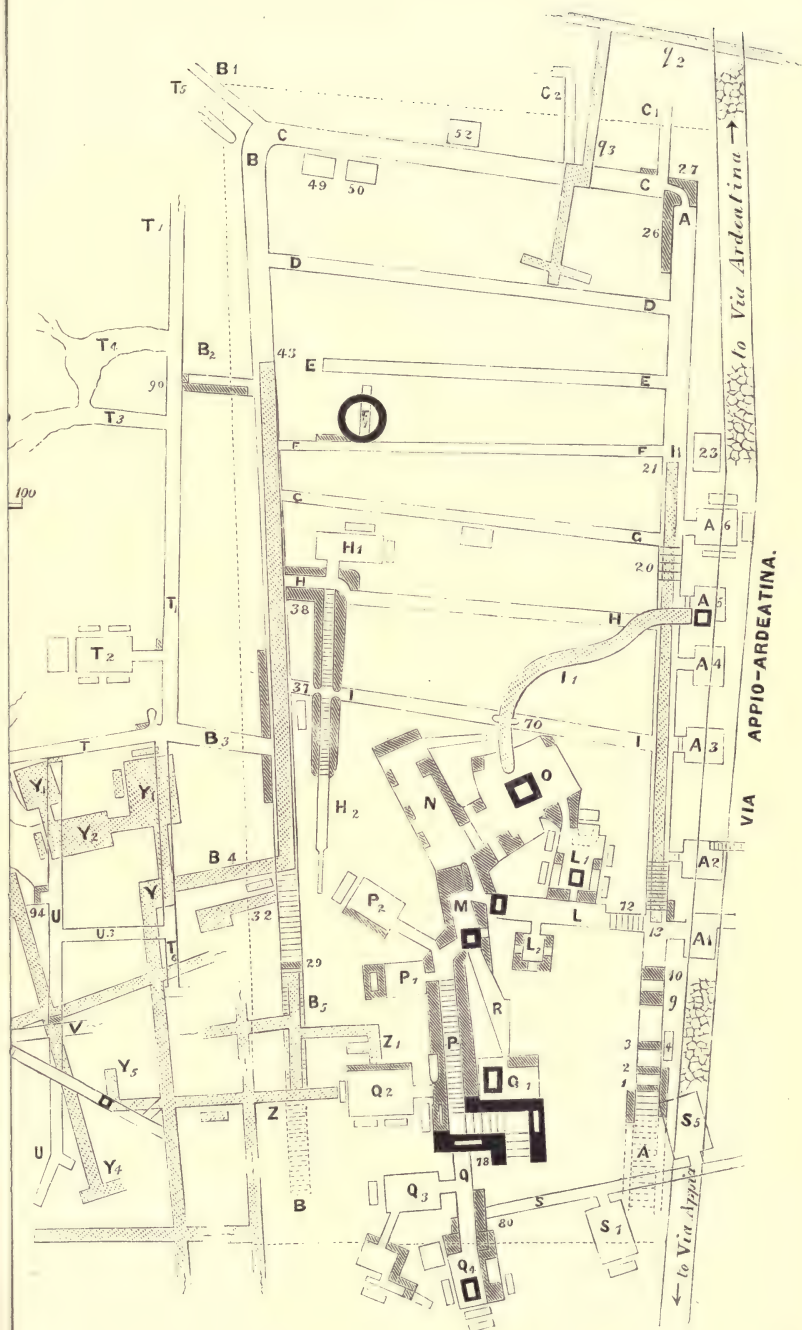 B1
T5
C
B
52
49
50
C2
q3
q2
C1
27
C
A
26
to Via Ardeatina
T1
D
D
T4
B2
43
90
E
E
T3
F
F
I1
23
21
100
G
A6
20
H1
H
38
H
A5
T1
T2
I1
A4
37
I
70
I
A3
VIA APPIO-ARDEATINA.
T
B3
N
O
Y1
Y1
Y2
H2
L1
B4
A2
Y
P2
M
94
U
32
L
72
13
U3
T6
L2
A1
29
P1
10
B5
9
V
R
Z1
P
3
4
Y5
2
Q2
1
Z
S5
U
Y4
78
A
B
Q
Q3
S
80
S1
Q4
to Via Appia